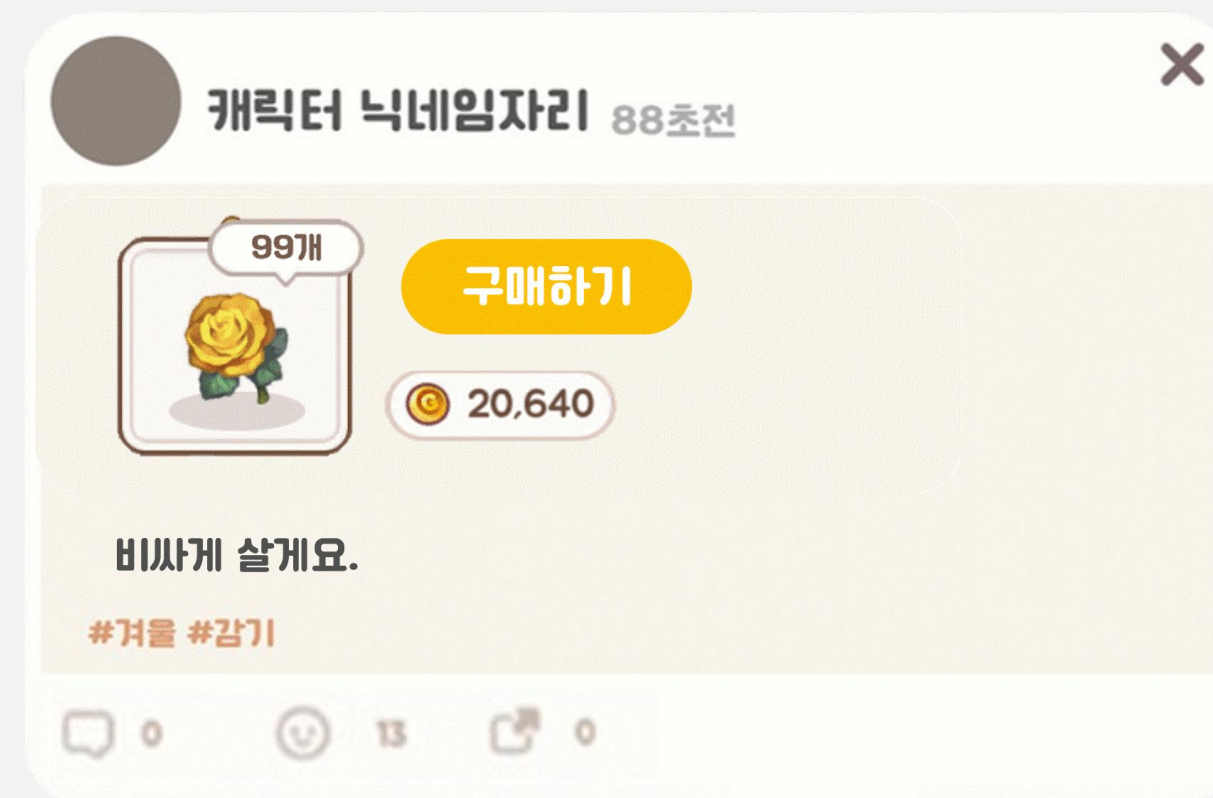 캐릭터 닉네임자리 88초전
99개
구매하기
20,640
비싸게 살게요.
#겨울 #감기
0 13 0